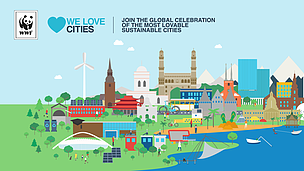 WE LOVE
CITIES
JOIN THE GLOBAL CELEBRATION
OF THE MOST LOVABLE
SUSTAINABLE CITIES
WWF